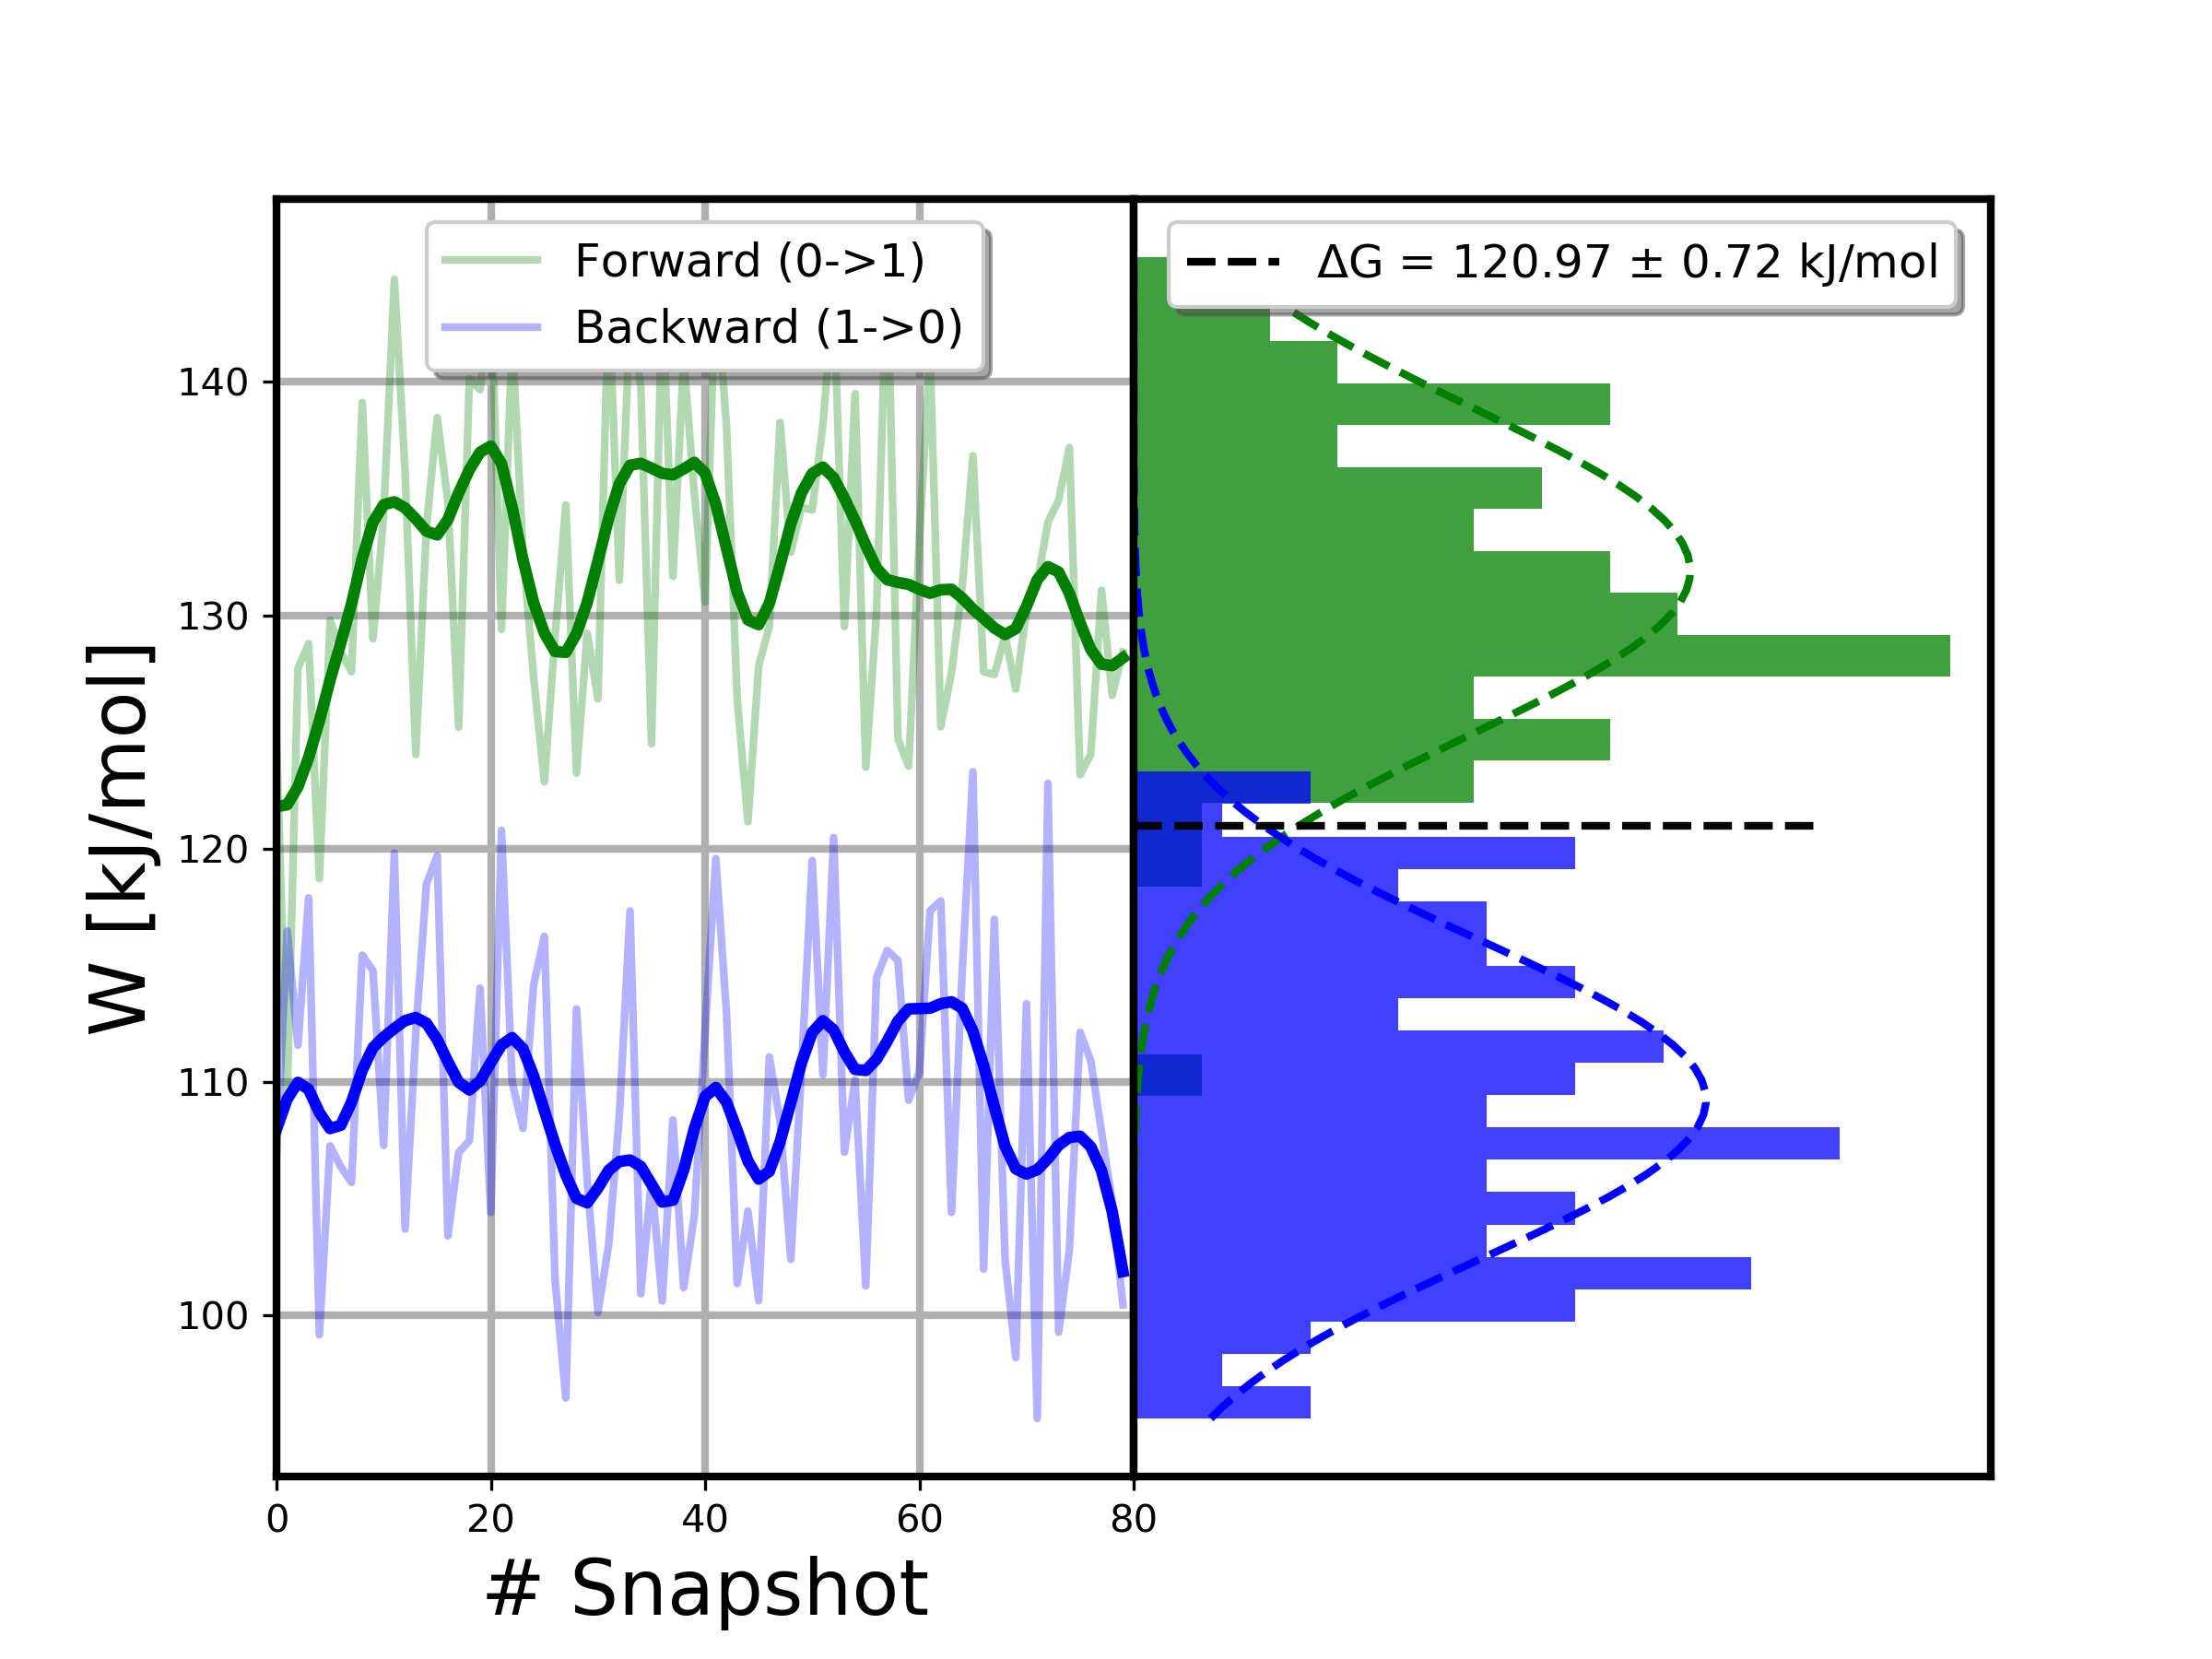 Forward (0->1)
Backward (1->0)
ΔG = 120.97 ± 0.72 kJ/mol
W [kJ/mol]
140
130
120
110
100
0 20 40 60 80
# Snapshot